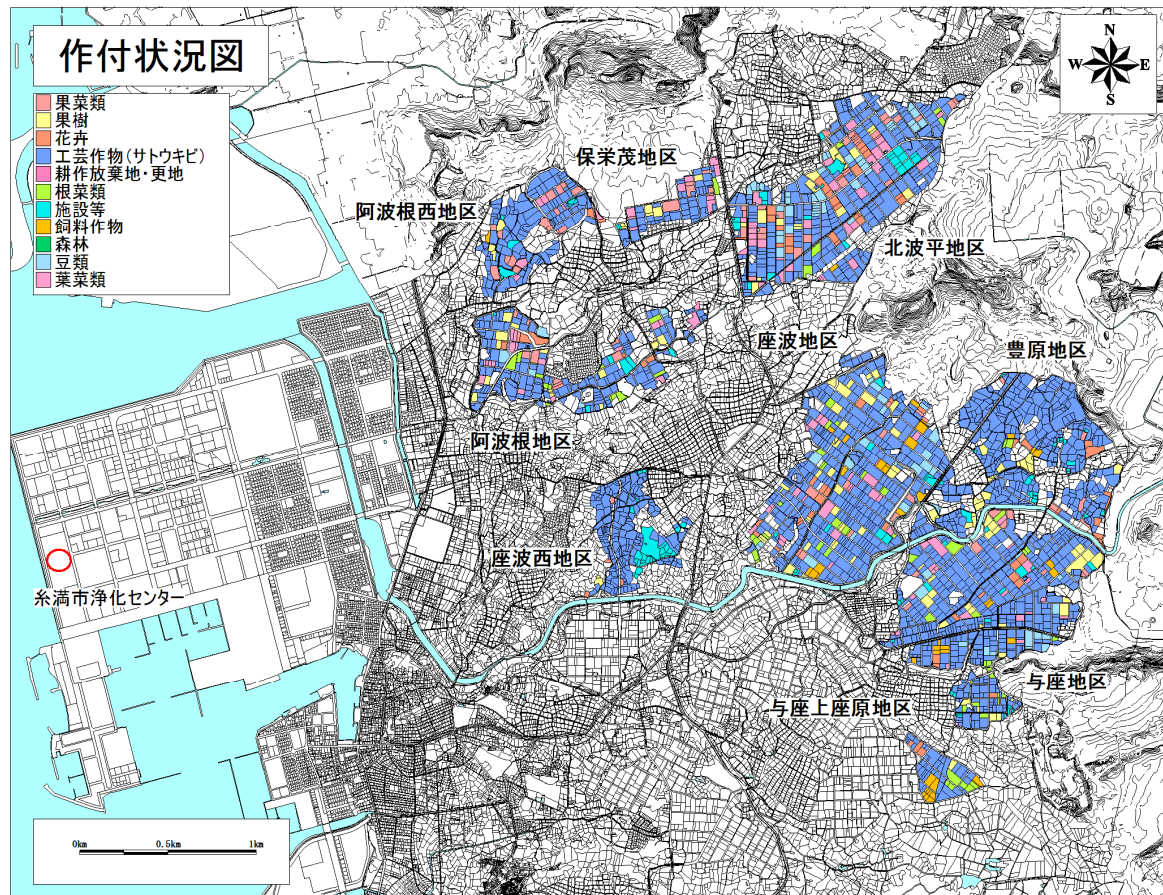 作付状況図
N
W
E
S
果菜類
果樹
花卉
工芸作物(サトウキビ)
耕作放棄地・更地
根菜類
施設等
飼料作物
森林
豆類
葉菜類
保栄茂地区
阿波根西地区
北波平地区
座波地区
豊原地区
阿波根地区
座波西地区
糸満市浄化センター
与座地区
与座上座原地区
0km
0.5km
1km